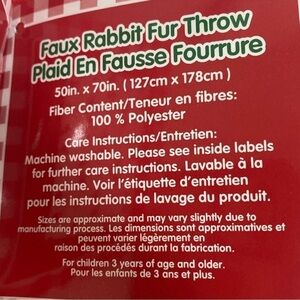 Faux Rabbit Fur Throw
Plaid En Fausse Fourrure
50in. x 70in. (127cm x 178cm)
Fiber Content/Teneur en fibres:
100 % Polyester
Care Instructions/Entretien:
Machine washable. Please see inside labels
for further care instructions. Lavable à la
machine. Voir l'étiquette d'entretien
pour les instructions de lavage du produit.
Sizes are approximate and may vary slightly due to
manufacturing process. Les dimensions sont approximatives et
peuvent varier légèrement en
raison des procédés durant la fabrication.
For children 3 years of age and older.
Pour les enfants de 3 ans et plus.